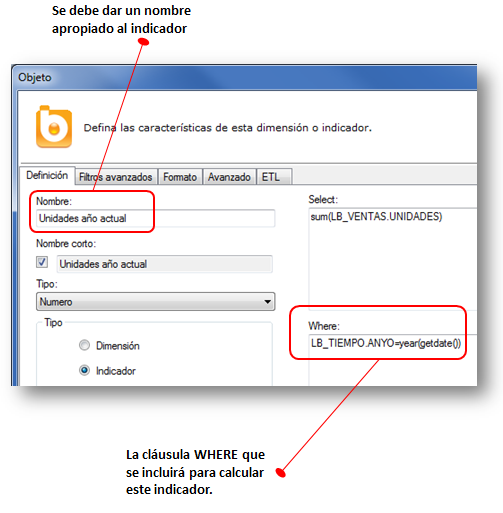 Se debe dar un nombre
apropiado al indicador
Objeto
b
Defina las características de esta dimensión o indicador.
Definición Filtros avanzados Formato Avanzado ETL
Nombre:
Unidades año actual
Nombre corto:
Unidades año actual
Tipo:
Numero
Tipo
Dimensión
Indicador
Select:
sum(LB_VENTAS.UNIDADES)
Where:
LB_TIEMPO.ANYO=year(getdate())
La cláusula WHERE que
se incluirá para calcular
este indicador.